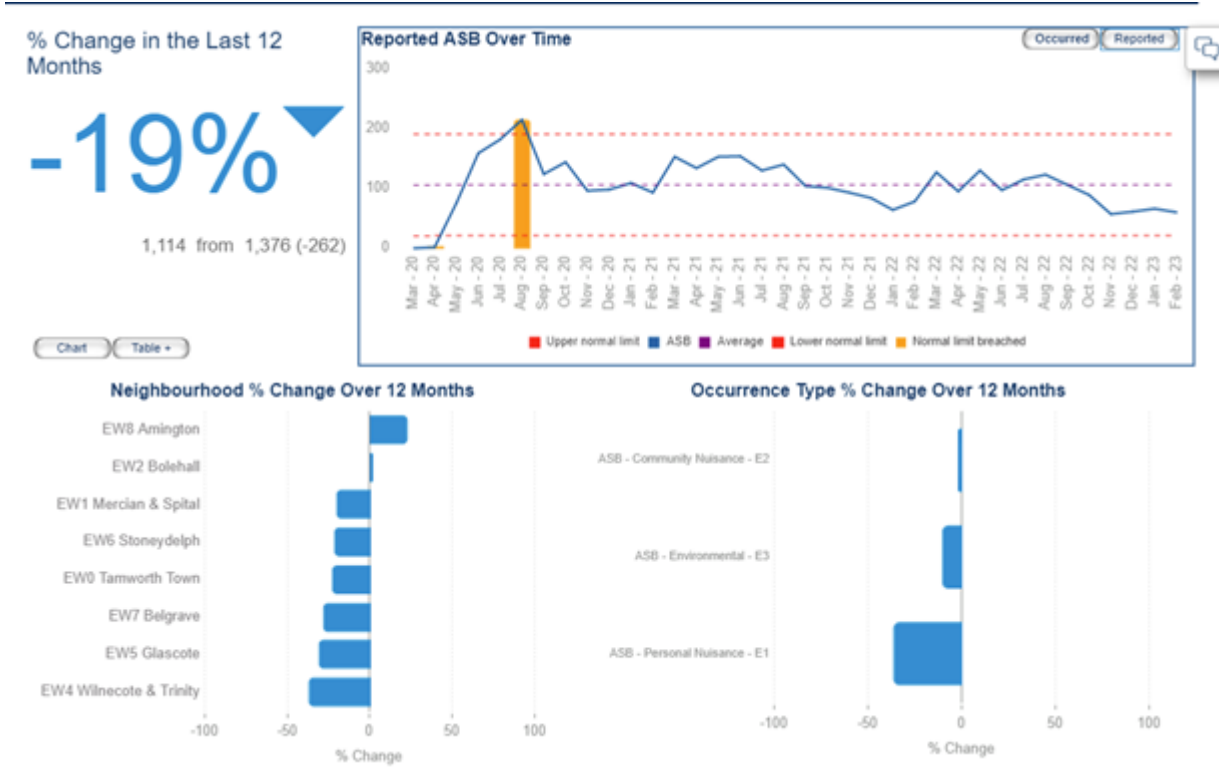 % Change in the Last 12
Months
-19%
1,114 from 1,376 (-262)
Chart
Table +
Reported ASB Over Time
Occurred
Reported
300
200
100
0
Mar - 20
Apr - 20
May - 20
Jun - 20
Jul - 20
Aug - 20
Sep - 20
Oct - 20
Nov - 20
Dec - 20
Jan - 21
Feb - 21
Mar - 21
Apr - 21
May - 21
Jun - 21
Jul - 21
Aug - 21
Sep - 21
Oct - 21
Nov - 21
Dec - 21
Jan - 22
Feb - 22
Mar - 22
Apr - 22
May - 22
Jun - 22
Jul - 22
Aug - 22
Sep - 22
Oct - 22
Nov - 22
Dec - 22
Jan - 23
Feb - 23
Upper normal limit ASB Average Lower normal limit Normal limit breached
Neighbourhood % Change Over 12 Months
EW8 Amington
EW2 Bolehall
EW1 Mercian & Spital
EW6 Stoneydelph
EW0 Tamworth Town
EW7 Belgrave
EW5 Glascote
EW4 Wilnecote & Trinity
-100 -50 0 50 100
% Change
Occurrence Type % Change Over 12 Months
ASB - Community Nuisance - E2
ASB - Environmental - E3
ASB - Personal Nuisance - E1
-100 -50 0 50 100
% Change